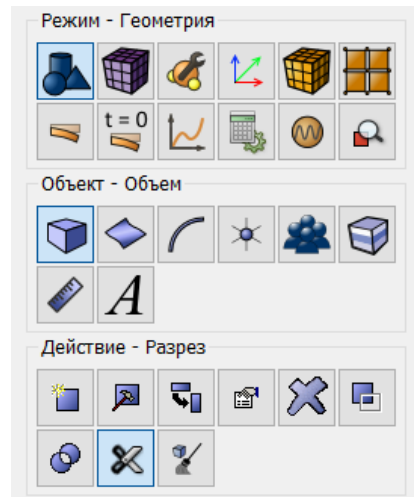 Режим - Геометрия
t = 0
Объект - Объем
A
Действие - Разрез